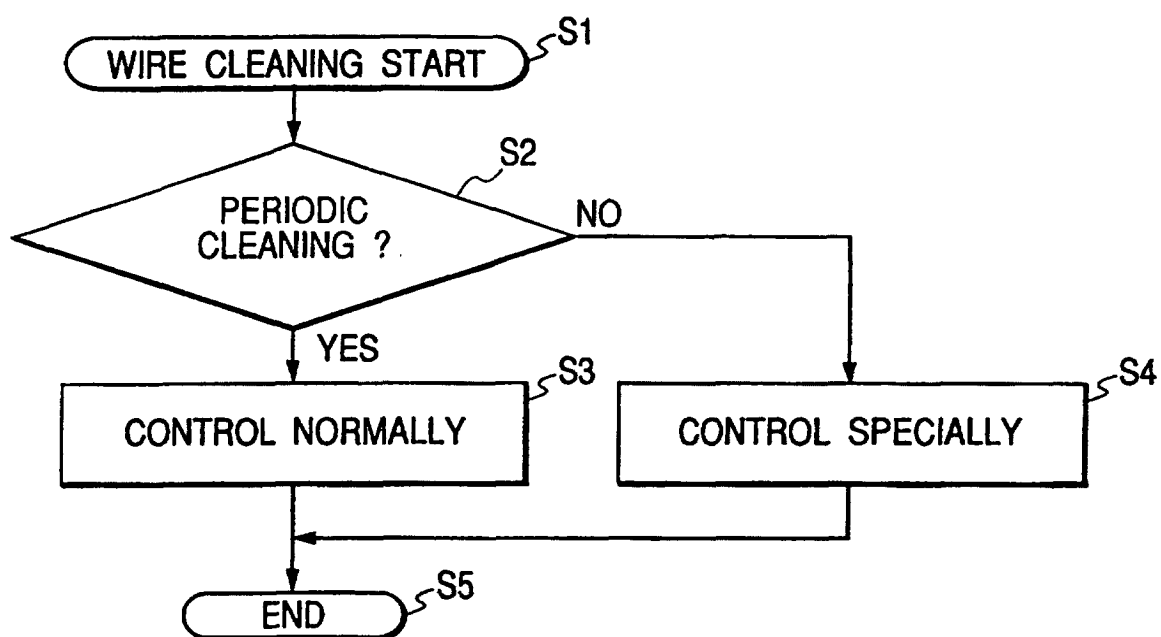 WIRE CLEANING START
S1
S2
PERIODIC
CLEANING ?
NO
YES
S3
CONTROL NORMALLY
S4
CONTROL SPECIALLY
S5
END